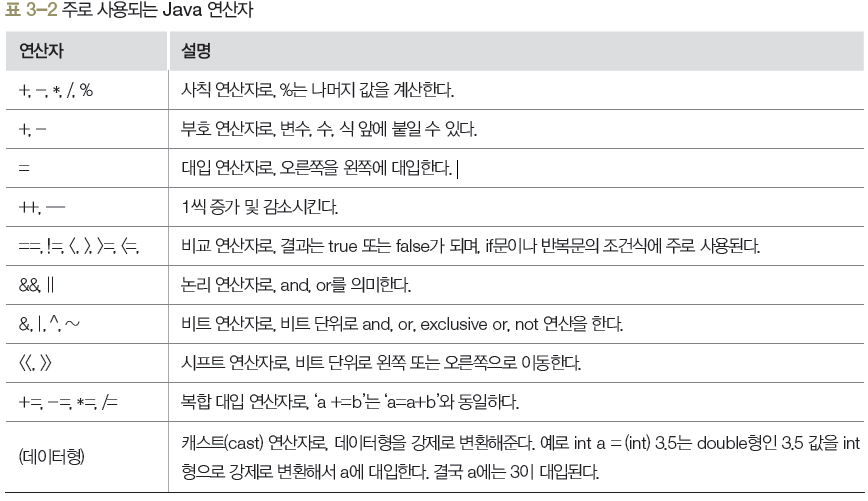 표 3-2 주로 사용되는 Java 연산자
연산자 설명
+, -, *, /, % 사칙 연산자로, %는 나머지 값을 계산한다.
+, - 부호 연산자로, 변수, 수, 식 앞에 붙일 수 있다.
= 대입 연산자로, 오른쪽을 왼쪽에 대입한다.
++, -- 1씩 증가 및 감소시킨다.
==, !=, <, >, >=, <=, 비교 연산자로, 결과는 true 또는 false가 되며, if문이나 반복문의 조건식에 주로 사용된다.
&&, || 논리 연산자로, and, or를 의미한다.
&, |, ^, ~ 비트 연산자로, 비트 단위로 and, or, exclusive or, not 연산을 한다.
<<, >> 시프트 연산자로, 비트 단위로 왼쪽 또는 오른쪽으로 이동한다.
+=, -=, *=, /= 복합 대입 연산자로, ‘a +=b’는 ‘a=a+b’와 동일하다.
(데이터형) 캐스트(cast) 연산자로, 데이터형을 강제로 변환해준다. 예로 int a = (int) 3.5는 double형인 3.5 값을 int
형으로 강제로 변환해서 a에 대입한다. 결국 a에는 3이 대입된다.